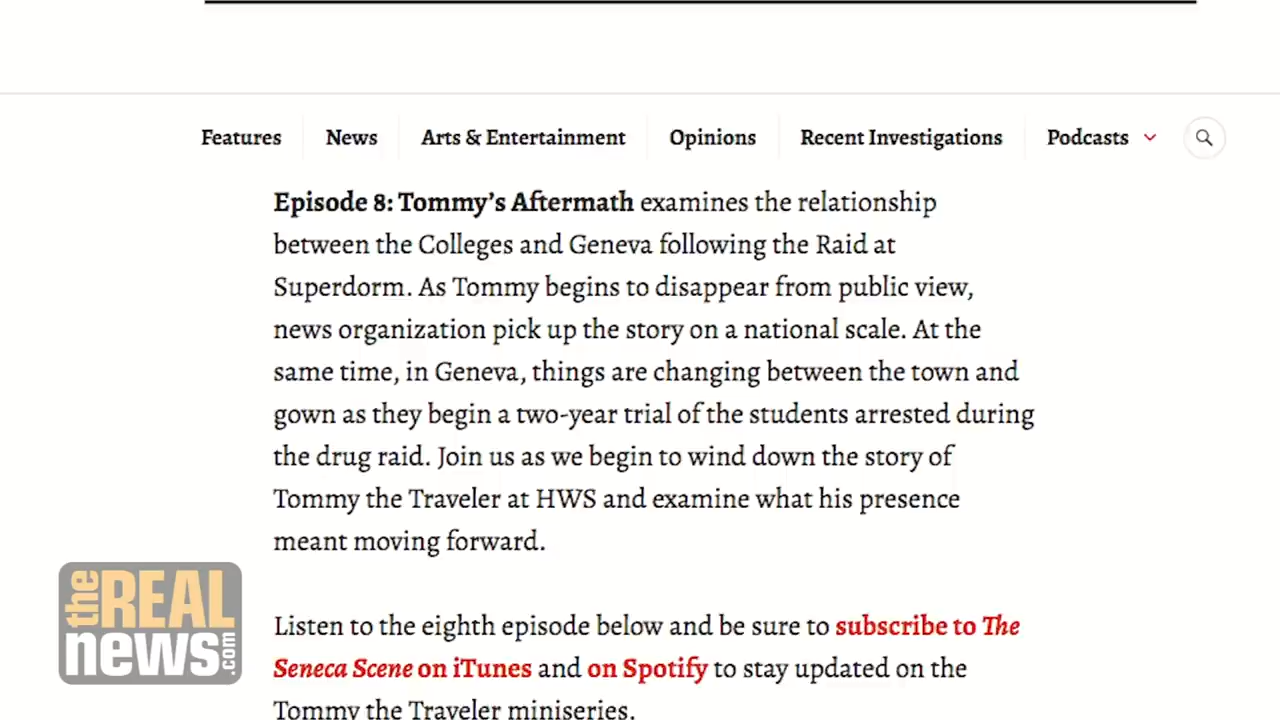 Features News Arts & Entertainment Opinions Recent Investigations Podcasts
Episode 8: Tommy's Aftermath examines the relationship
between the Colleges and Geneva following the Raid at
Superdorm. As Tommy begins to disappear from public view,
news organization pick up the story on a national scale. At the
same time, in Geneva, things are changing between the town and
gown as they begin a two-year trial of the students arrested during
the drug raid. Join us as we begin to wind down the story of
Tommy the Traveler at HWS and examine what his presence
meant moving forward.
Listen to the eighth episode below and be sure to subscribe to The
Seneca Scene on iTunes and on Spotify to stay updated on the
Tommy the Traveler miniseries.
the REAL
news.com